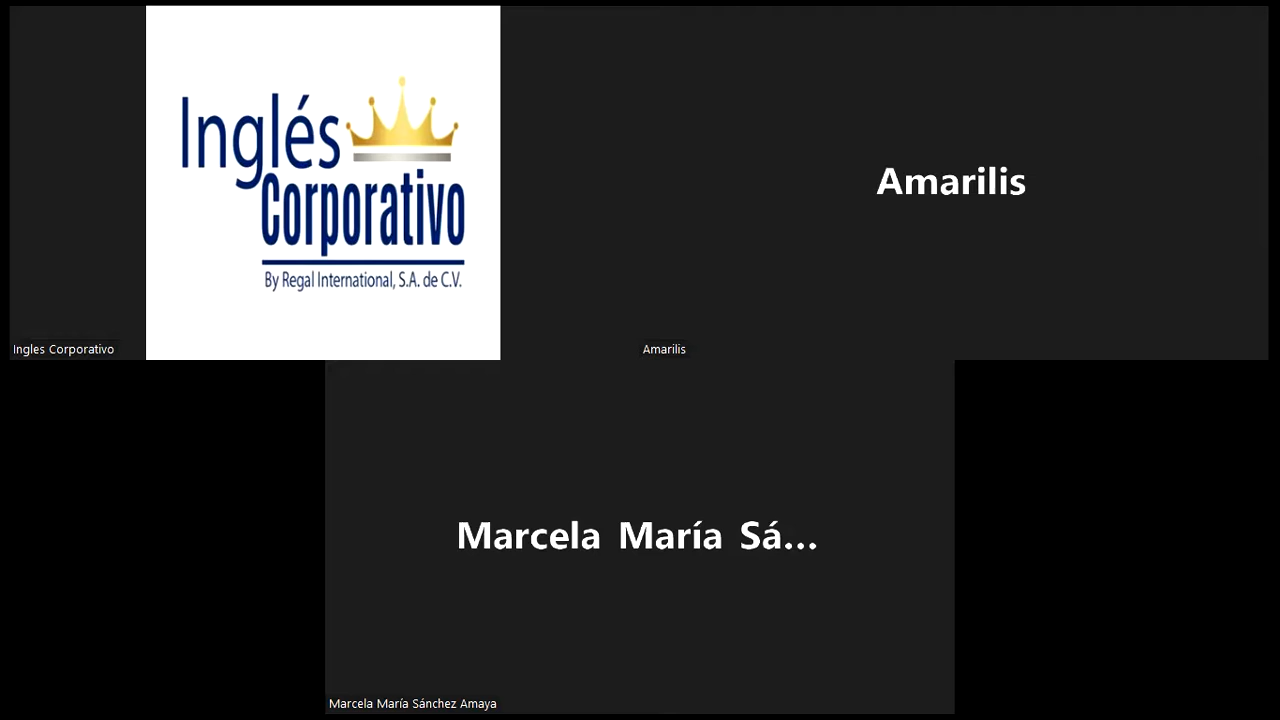 Inglés
Corporativo
By Regal International, S.A. de C.V.
Amarilis
Ingles Corporativo
Amarilis
Marcela María Sá...
Marcela María Sánchez Amaya